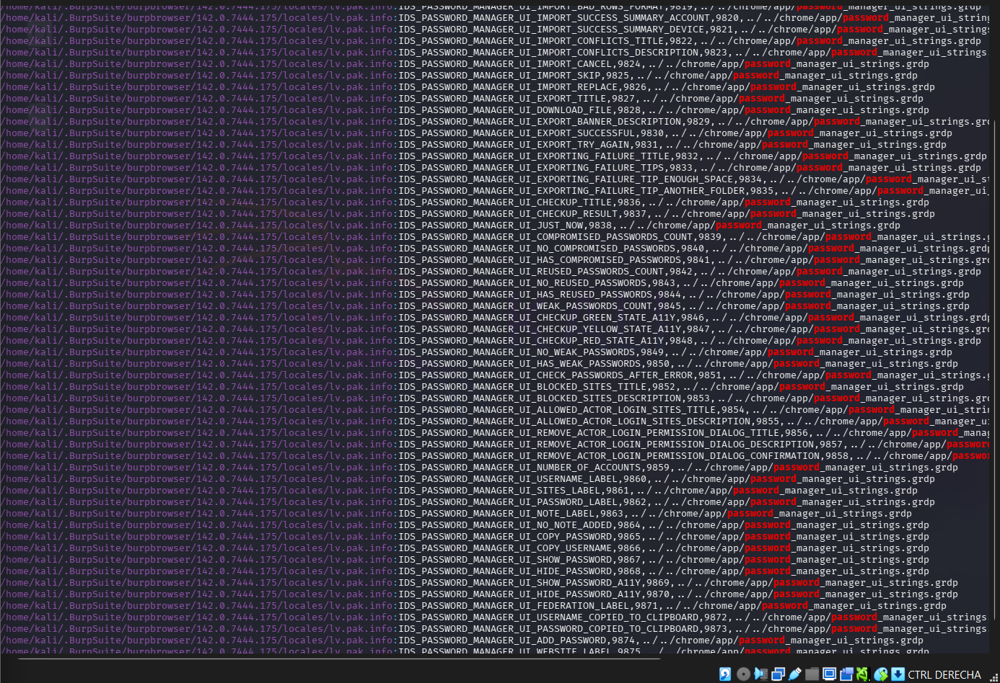 /home/kali/.BurpSuite/burpbrowser/142.0.7444.175/locales/lv.pak.info:IDS_PASSWORD_MANAGER_UI_IMPORT_BAD_ROWS_FORMAT,9819,../../chrome/app/password_manager_ui_strings.grdp
/home/kali/.BurpSuite/burpbrowser/142.0.7444.175/locales/lv.pak.info:IDS_PASSWORD_MANAGER_UI_IMPORT_SUCCESS_SUMMARY_ACCOUNT,9820,../../chrome/app/password_manager_ui_string
/home/kali/.BurpSuite/burpbrowser/142.0.7444.175/locales/lv.pak.info:IDS_PASSWORD_MANAGER_UI_IMPORT_SUCCESS_SUMMARY_DEVICE,9821,../../chrome/app/password_manager_ui_strings
/home/kali/.BurpSuite/burpbrowser/142.0.7444.175/locales/lv.pak.info:IDS_PASSWORD_MANAGER_UI_IMPORT_CONFLICTS_TITLE,9822,../../chrome/app/password_manager_ui_strings.grdp
/home/kali/.BurpSuite/burpbrowser/142.0.7444.175/locales/lv.pak.info:IDS_PASSWORD_MANAGER_UI_IMPORT_CONFLICTS_DESCRIPTION,9823,../../chrome/app/password_manager_ui_strings.
/home/kali/.BurpSuite/burpbrowser/142.0.7444.175/locales/lv.pak.info:IDS_PASSWORD_MANAGER_UI_IMPORT_CANCEL,9824,../../chrome/app/password_manager_ui_strings.grdp
/home/kali/.BurpSuite/burpbrowser/142.0.7444.175/locales/lv.pak.info:IDS_PASSWORD_MANAGER_UI_IMPORT_SKIP,9825,../../chrome/app/password_manager_ui_strings.grdp
/home/kali/.BurpSuite/burpbrowser/142.0.7444.175/locales/lv.pak.info:IDS_PASSWORD_MANAGER_UI_IMPORT_REPLACE,9826,../../chrome/app/password_manager_ui_strings.grdp
/home/kali/.BurpSuite/burpbrowser/142.0.7444.175/locales/lv.pak.info:IDS_PASSWORD_MANAGER_UI_EXPORT_TITLE,9827,../../chrome/app/password_manager_ui_strings.grdp
/home/kali/.BurpSuite/burpbrowser/142.0.7444.175/locales/lv.pak.info:IDS_PASSWORD_MANAGER_UI_DOWNLOAD_FILE,9828,../../chrome/app/password_manager_ui_strings.grdp
/home/kali/.BurpSuite/burpbrowser/142.0.7444.175/locales/lv.pak.info:IDS_PASSWORD_MANAGER_UI_EXPORT_BANNER_DESCRIPTION,9829,../../chrome/app/password_manager_ui_strings.grd
/home/kali/.BurpSuite/burpbrowser/142.0.7444.175/locales/lv.pak.info:IDS_PASSWORD_MANAGER_UI_EXPORT_SUCCESSFUL,9830,../../chrome/app/password_manager_ui_strings.grdp
/home/kali/.BurpSuite/burpbrowser/142.0.7444.175/locales/lv.pak.info:IDS_PASSWORD_MANAGER_UI_EXPORT_TRY_AGAIN,9831,../../chrome/app/password_manager_ui_strings.grdp
/home/kali/.BurpSuite/burpbrowser/142.0.7444.175/locales/lv.pak.info:IDS_PASSWORD_MANAGER_UI_EXPORTING_FAILURE_TITLE,9832,../../chrome/app/password_manager_ui_strings.grdp
/home/kali/.BurpSuite/burpbrowser/142.0.7444.175/locales/lv.pak.info:IDS_PASSWORD_MANAGER_UI_EXPORTING_FAILURE_TIPS,9833,../../chrome/app/password_manager_ui_strings.grdp
/home/kali/.BurpSuite/burpbrowser/142.0.7444.175/locales/lv.pak.info:IDS_PASSWORD_MANAGER_UI_EXPORTING_FAILURE_TIP_ENOUGH_SPACE,9834,../../chrome/app/password_manager_ui_st
/home/kali/.BurpSuite/burpbrowser/142.0.7444.175/locales/lv.pak.info:IDS_PASSWORD_MANAGER_UI_EXPORTING_FAILURE_TIP_ANOTHER_FOLDER,9835,../../chrome/app/password_manager_ui_
/home/kali/.BurpSuite/burpbrowser/142.0.7444.175/locales/lv.pak.info:IDS_PASSWORD_MANAGER_UI_CHECKUP_TITLE,9836,../../chrome/app/password_manager_ui_strings.grdp
/home/kali/.BurpSuite/burpbrowser/142.0.7444.175/locales/lv.pak.info:IDS_PASSWORD_MANAGER_UI_CHECKUP_RESULT,9837,../../chrome/app/password_manager_ui_strings.grdp
/home/kali/.BurpSuite/burpbrowser/142.0.7444.175/locales/lv.pak.info:IDS_PASSWORD_MANAGER_UI_JUST_NOW,9838,../../chrome/app/password_manager_ui_strings.grdp
/home/kali/.BurpSuite/burpbrowser/142.0.7444.175/locales/lv.pak.info:IDS_PASSWORD_MANAGER_UI_COMPROMISED_PASSWORDS_COUNT,9839,../../chrome/app/password_manager_ui_strings.g
/home/kali/.BurpSuite/burpbrowser/142.0.7444.175/locales/lv.pak.info:IDS_PASSWORD_MANAGER_UI_NO_COMPROMISED_PASSWORDS,9840,../../chrome/app/password_manager_ui_strings.grdp
/home/kali/.BurpSuite/burpbrowser/142.0.7444.175/locales/lv.pak.info:IDS_PASSWORD_MANAGER_UI_HAS_COMPROMISED_PASSWORDS,9841,../../chrome/app/password_manager_ui_strings.grd
/home/kali/.BurpSuite/burpbrowser/142.0.7444.175/locales/lv.pak.info:IDS_PASSWORD_MANAGER_UI_REUSED_PASSWORDS_COUNT,9842,../../chrome/app/password_manager_ui_strings.grdp
/home/kali/.BurpSuite/burpbrowser/142.0.7444.175/locales/lv.pak.info:IDS_PASSWORD_MANAGER_UI_NO_REUSED_PASSWORDS,9843,../../chrome/app/password_manager_ui_strings.grdp
/home/kali/.BurpSuite/burpbrowser/142.0.7444.175/locales/lv.pak.info:IDS_PASSWORD_MANAGER_UI_HAS_REUSED_PASSWORDS,9844,../../chrome/app/password_manager_ui_strings.grdp
/home/kali/.BurpSuite/burpbrowser/142.0.7444.175/locales/lv.pak.info:IDS_PASSWORD_MANAGER_UI_WEAK_PASSWORDS_COUNT,9845,../../chrome/app/password_manager_ui_strings.grdp
/home/kali/.BurpSuite/burpbrowser/142.0.7444.175/locales/lv.pak.info:IDS_PASSWORD_MANAGER_UI_CHECKUP_GREEN_STATE_A11Y,9846,../../chrome/app/password_manager_ui_strings.grdp
/home/kali/.BurpSuite/burpbrowser/142.0.7444.175/locales/lv.pak.info:IDS_PASSWORD_MANAGER_UI_CHECKUP_YELLOW_STATE_A11Y,9847,../../chrome/app/password_manager_ui_strings.grd
/home/kali/.BurpSuite/burpbrowser/142.0.7444.175/locales/lv.pak.info:IDS_PASSWORD_MANAGER_UI_CHECKUP_RED_STATE_A11Y,9848,../../chrome/app/password_manager_ui_strings.grdp
/home/kali/.BurpSuite/burpbrowser/142.0.7444.175/locales/lv.pak.info:IDS_PASSWORD_MANAGER_UI_NO_WEAK_PASSWORDS,9849,../../chrome/app/password_manager_ui_strings.grdp
/home/kali/.BurpSuite/burpbrowser/142.0.7444.175/locales/lv.pak.info:IDS_PASSWORD_MANAGER_UI_HAS_WEAK_PASSWORDS,9850,../../chrome/app/password_manager_ui_strings.grdp
/home/kali/.BurpSuite/burpbrowser/142.0.7444.175/locales/lv.pak.info:IDS_PASSWORD_MANAGER_UI_CHECK_PASSWORDS_AFTER_ERROR,9851,../../chrome/app/password_manager_ui_strings.g
/home/kali/.BurpSuite/burpbrowser/142.0.7444.175/locales/lv.pak.info:IDS_PASSWORD_MANAGER_UI_BLOCKED_SITES_TITLE,9852,../../chrome/app/password_manager_ui_strings.grdp
/home/kali/.BurpSuite/burpbrowser/142.0.7444.175/locales/lv.pak.info:IDS_PASSWORD_MANAGER_UI_BLOCKED_SITES_DESCRIPTION,9853,../../chrome/app/password_manager_ui_strings.grd
/home/kali/.BurpSuite/burpbrowser/142.0.7444.175/locales/lv.pak.info:IDS_PASSWORD_MANAGER_UI_ALLOWED_ACTOR_LOGIN_SITES_TITLE,9854,../../chrome/app/password_manager_ui_strin
/home/kali/.BurpSuite/burpbrowser/142.0.7444.175/locales/lv.pak.info:IDS_PASSWORD_MANAGER_UI_ALLOWED_ACTOR_LOGIN_SITES_DESCRIPTION,9855,../../chrome/app/password_manager_ui
/home/kali/.BurpSuite/burpbrowser/142.0.7444.175/locales/lv.pak.info:IDS_PASSWORD_MANAGER_UI_REMOVE_ACTOR_LOGIN_PERMISSION_DIALOG_TITLE,9856,../../chrome/app/password_manag
/home/kali/.BurpSuite/burpbrowser/142.0.7444.175/locales/lv.pak.info:IDS_PASSWORD_MANAGER_UI_REMOVE_ACTOR_LOGIN_PERMISSION_DIALOG_DESCRIPTION,9857,../../chrome/app/password
/home/kali/.BurpSuite/burpbrowser/142.0.7444.175/locales/lv.pak.info:IDS_PASSWORD_MANAGER_UI_REMOVE_ACTOR_LOGIN_PERMISSION_DIALOG_CONFIRMATION,9858,../../chrome/app/passwor
/home/kali/.BurpSuite/burpbrowser/142.0.7444.175/locales/lv.pak.info:IDS_PASSWORD_MANAGER_UI_NUMBER_OF_ACCOUNTS,9859,../../chrome/app/password_manager_ui_strings.grdp
/home/kali/.BurpSuite/burpbrowser/142.0.7444.175/locales/lv.pak.info:IDS_PASSWORD_MANAGER_UI_USERNAME_LABEL,9860,../../chrome/app/password_manager_ui_strings.grdp
/home/kali/.BurpSuite/burpbrowser/142.0.7444.175/locales/lv.pak.info:IDS_PASSWORD_MANAGER_UI_SITES_LABEL,9861,../../chrome/app/password_manager_ui_strings.grdp
/home/kali/.BurpSuite/burpbrowser/142.0.7444.175/locales/lv.pak.info:IDS_PASSWORD_MANAGER_UI_PASSWORD_LABEL,9862,../../chrome/app/password_manager_ui_strings.grdp
/home/kali/.BurpSuite/burpbrowser/142.0.7444.175/locales/lv.pak.info:IDS_PASSWORD_MANAGER_UI_NOTE_LABEL,9863,../../chrome/app/password_manager_ui_strings.grdp
/home/kali/.BurpSuite/burpbrowser/142.0.7444.175/locales/lv.pak.info:IDS_PASSWORD_MANAGER_UI_NO_NOTE_ADDED,9864,../../chrome/app/password_manager_ui_strings.grdp
/home/kali/.BurpSuite/burpbrowser/142.0.7444.175/locales/lv.pak.info:IDS_PASSWORD_MANAGER_UI_COPY_PASSWORD,9865,../../chrome/app/password_manager_ui_strings.grdp
/home/kali/.BurpSuite/burpbrowser/142.0.7444.175/locales/lv.pak.info:IDS_PASSWORD_MANAGER_UI_COPY_USERNAME,9866,../../chrome/app/password_manager_ui_strings.grdp
/home/kali/.BurpSuite/burpbrowser/142.0.7444.175/locales/lv.pak.info:IDS_PASSWORD_MANAGER_UI_SHOW_PASSWORD,9867,../../chrome/app/password_manager_ui_strings.grdp
/home/kali/.BurpSuite/burpbrowser/142.0.7444.175/locales/lv.pak.info:IDS_PASSWORD_MANAGER_UI_HIDE_PASSWORD,9868,../../chrome/app/password_manager_ui_strings.grdp
/home/kali/.BurpSuite/burpbrowser/142.0.7444.175/locales/lv.pak.info:IDS_PASSWORD_MANAGER_UI_SHOW_PASSWORD_A11Y,9869,../../chrome/app/password_manager_ui_strings.grdp
/home/kali/.BurpSuite/burpbrowser/142.0.7444.175/locales/lv.pak.info:IDS_PASSWORD_MANAGER_UI_HIDE_PASSWORD_A11Y,9870,../../chrome/app/password_manager_ui_strings.grdp
/home/kali/.BurpSuite/burpbrowser/142.0.7444.175/locales/lv.pak.info:IDS_PASSWORD_MANAGER_UI_FEDERATION_LABEL,9871,../../chrome/app/password_manager_ui_strings.grdp
/home/kali/.BurpSuite/burpbrowser/142.0.7444.175/locales/lv.pak.info:IDS_PASSWORD_MANAGER_UI_USERNAME_COPIED_TO_CLIPBOARD,9872,../../chrome/app/password_manager_ui_strings.
/home/kali/.BurpSuite/burpbrowser/142.0.7444.175/locales/lv.pak.info:IDS_PASSWORD_MANAGER_UI_PASSWORD_COPIED_TO_CLIPBOARD,9873,../../chrome/app/password_manager_ui_strings.
/home/kali/.BurpSuite/burpbrowser/142.0.7444.175/locales/lv.pak.info:IDS_PASSWORD_MANAGER_UI_ADD_PASSWORD,9874,../../chrome/app/password_manager_ui_strings.grdp
/home/kali/.BurpSuite/burpbrowser/142.0.7444.175/locales/lv.pak.info:IDS_PASSWORD_MANAGER_UI_WEBSITE_LABEL,9875,../../chrome/app/password_manager_ui_strings.grdp
CTRL DERECHA